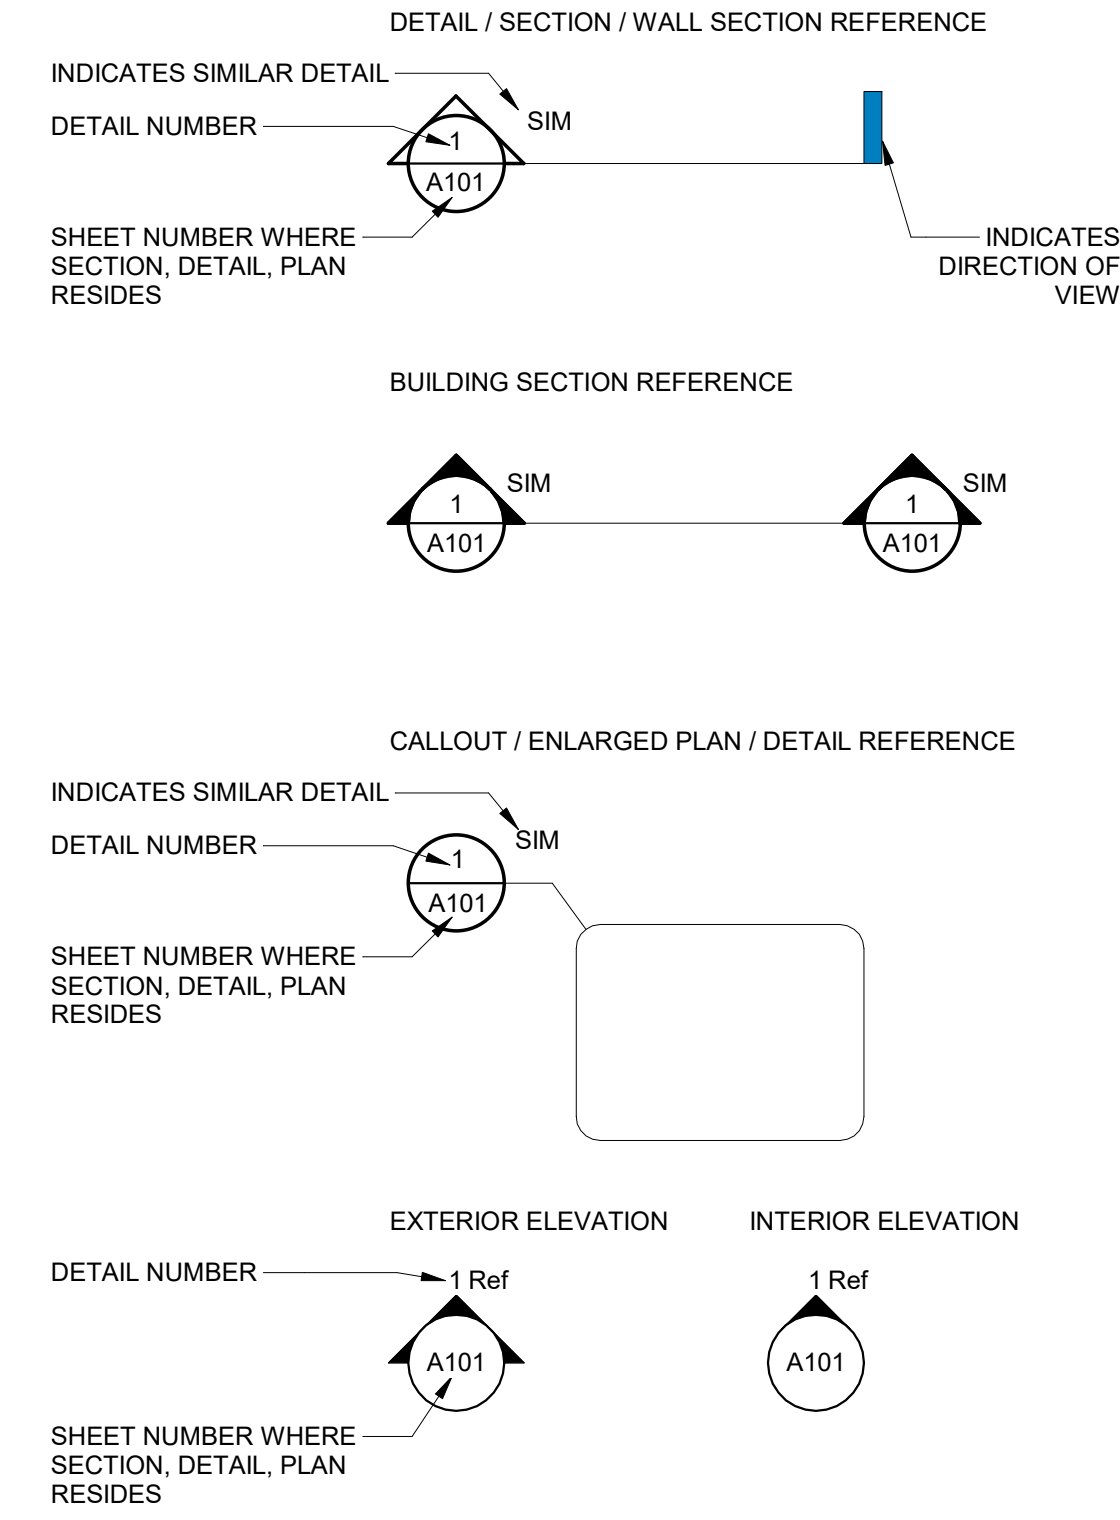 DETAIL / SECTION / WALL SECTION REFERENCE
INDICATES SIMILAR DETAIL
SIM
DETAIL NUMBER
1
A101
SHEET NUMBER WHERE
SECTION, DETAIL, PLAN
RESIDES
INDICATES
DIRECTION OF
VIEW
BUILDING SECTION REFERENCE
SIM
1
A101
SIM
1
A101
CALLOUT / ENLARGED PLAN / DETAIL REFERENCE
INDICATES SIMILAR DETAIL
SIM
DETAIL NUMBER
1
A101
SHEET NUMBER WHERE
SECTION, DETAIL, PLAN
RESIDES
EXTERIOR ELEVATION
INTERIOR ELEVATION
DETAIL NUMBER
1 Ref
1 Ref
A101
A101
SHEET NUMBER WHERE
SECTION, DETAIL, PLAN
RESIDES